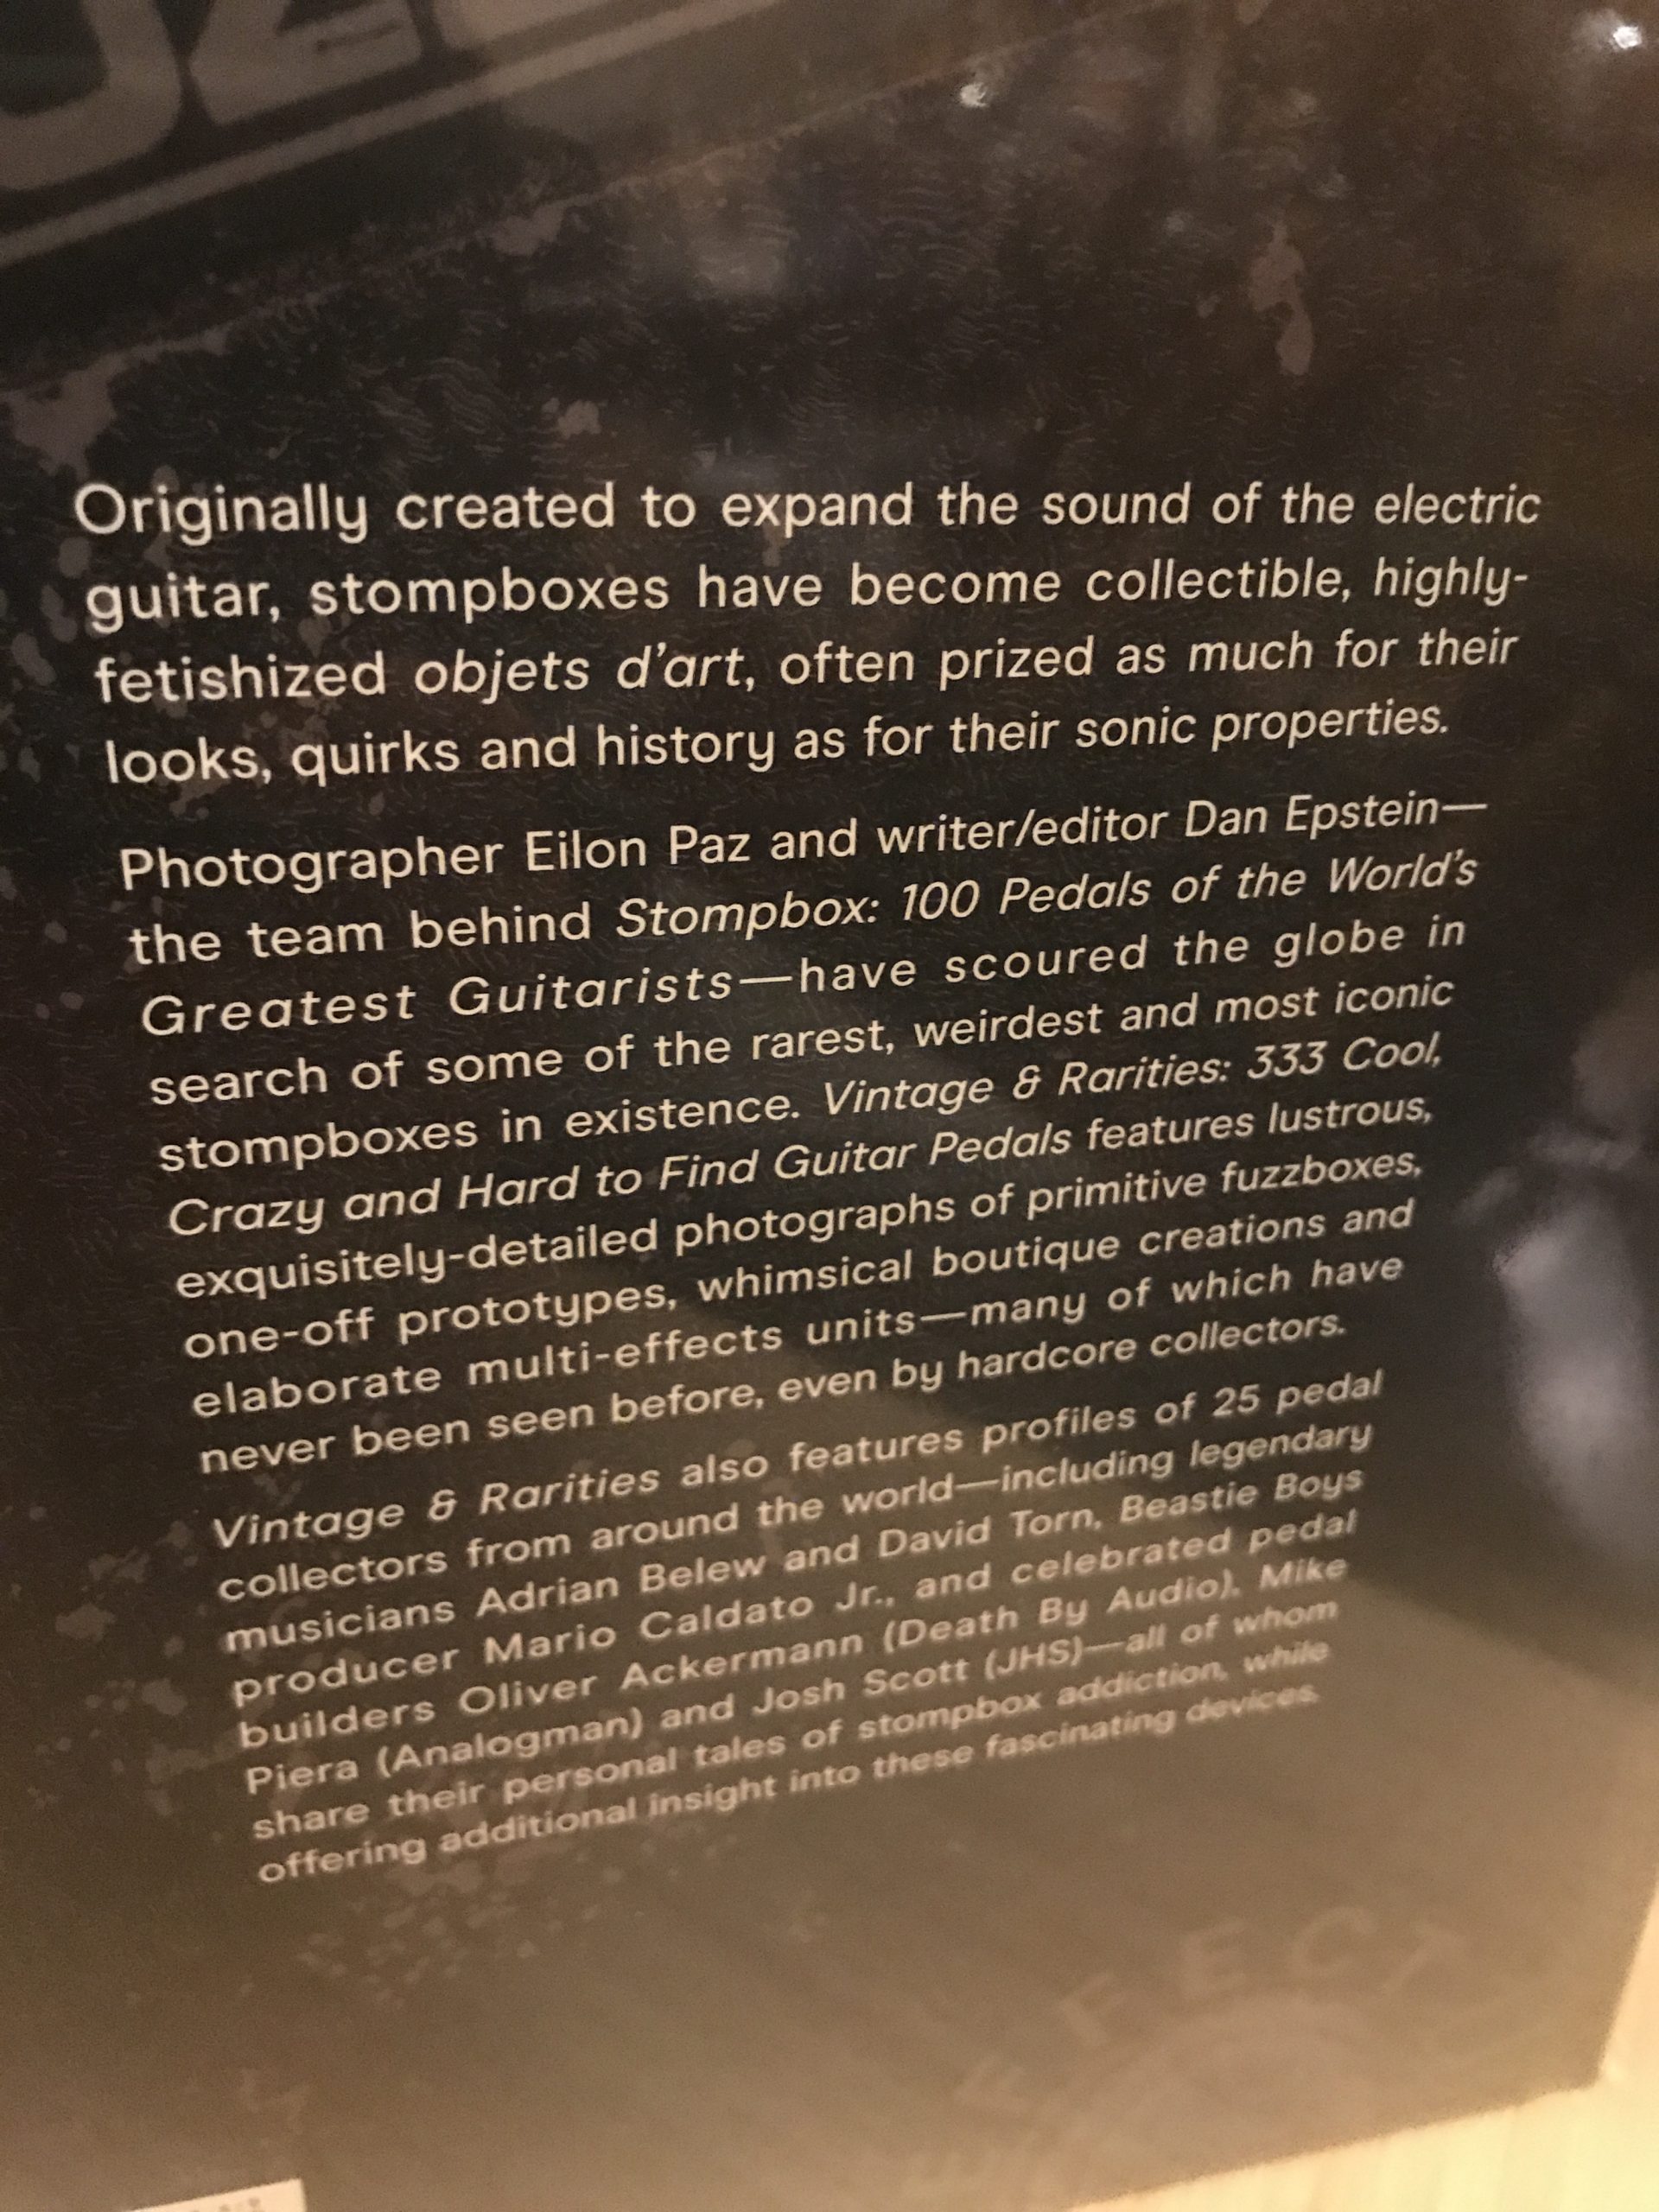 Originally created to expand the sound of the electric
guitar, stompboxes have become collectible, highly-
fetishized objets d'art, often prized as much for their
looks, quirks and history as for their sonic properties.
Photographer Eilon Paz and writer/editor Dan Epstein—
the team behind Stompbox: 100 Pedals of the World's
Greatest Guitarists—have scoured the globe in
search of some of the rarest, weirdest and most iconic
stompboxes in existence. Vintage & Rarities: 333 Cool,
Crazy and Hard to Find Guitar Pedals features lustrous,
exquisitely-detailed photographs of primitive fuzzboxes,
one-off prototypes, whimsical boutique creations and
elaborate multi-effects units—many of which have
never been seen before, even by hardcore collectors.
Vintage & Rarities also features profiles of 25 pedal
collectors from around the world—including legendary
musicians Adrian Belew and David Torn, Beastie Boys
producer Mario Caldato Jr., and celebrated pedal
builders Oliver Ackermann (Death By Audio), Mike
Piera (Analogman) and Josh Scott (JHS)—all of whom
share their personal tales of stompbox addiction, while
offering additional insight into these fascinating devices.